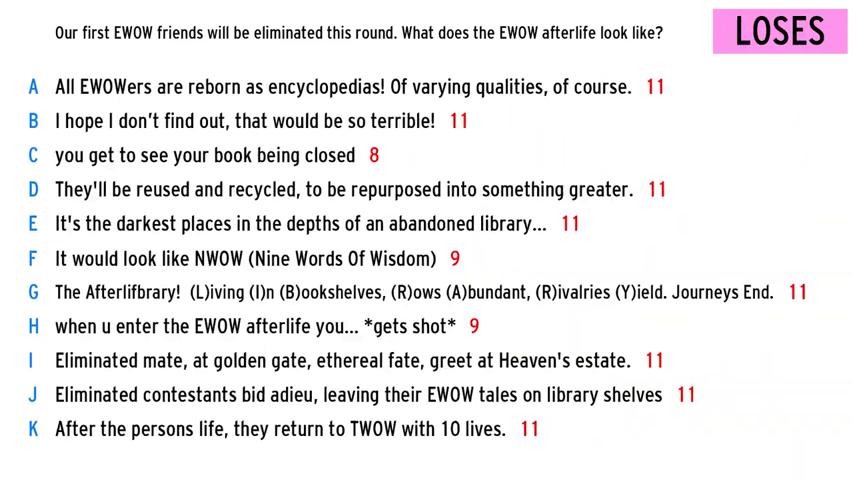 Our first EWOW friends will be eliminated this round. What does the EWOW afterlife look like?
LOSES
A All EWOWers are reborn as encyclopedias! Of varying qualities, of course. 11
B I hope I don't find out, that would be so terrible! 11
C you get to see your book being closed 8
D They'll be reused and recycled, to be repurposed into something greater. 11
E It's the darkest places in the depths of an abandoned library... 11
F It would look like NWOW (Nine Words Of Wisdom) 9
G The Afterlifbrary! (L)iving (I)n (B)ookshelves, (R)ows (A)bundant, (R)ivalries (Y)ield. Journeys End. 11
H when u enter the EWOW afterlife you... *gets shot* 9
I Eliminated mate, at golden gate, ethereal fate, greet at Heaven's estate. 11
J Eliminated contestants bid adieu, leaving their EWOW tales on library shelves 11
K After the persons life, they return to TWOW with 10 lives. 11